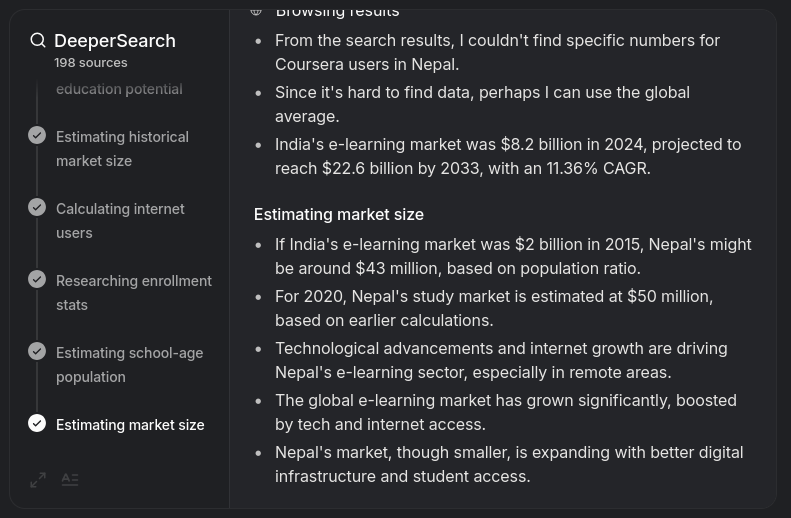 DeeperSearch
198 sources
education potential
Estimating historical
market size
Calculating internet
users
Researching enrollment
stats
Estimating school-age
population
Estimating market size
Browsing results
From the search results, I couldn't find specific numbers for
Coursera users in Nepal.
Since it's hard to find data, perhaps I can use the global
average.
India's e-learning market was $8.2 billion in 2024, projected to
reach $22.6 billion by 2033, with an 11.36% CAGR.
Estimating market size
If India's e-learning market was $2 billion in 2015, Nepal's might
be around $43 million, based on population ratio.
For 2020, Nepal's study market is estimated at $50 million,
based on earlier calculations.
Technological advancements and internet growth are driving
Nepal's e-learning sector, especially in remote areas.
The global e-learning market has grown significantly, boosted
by tech and internet access.
Nepal's market, though smaller, is expanding with better digital
infrastructure and student access.